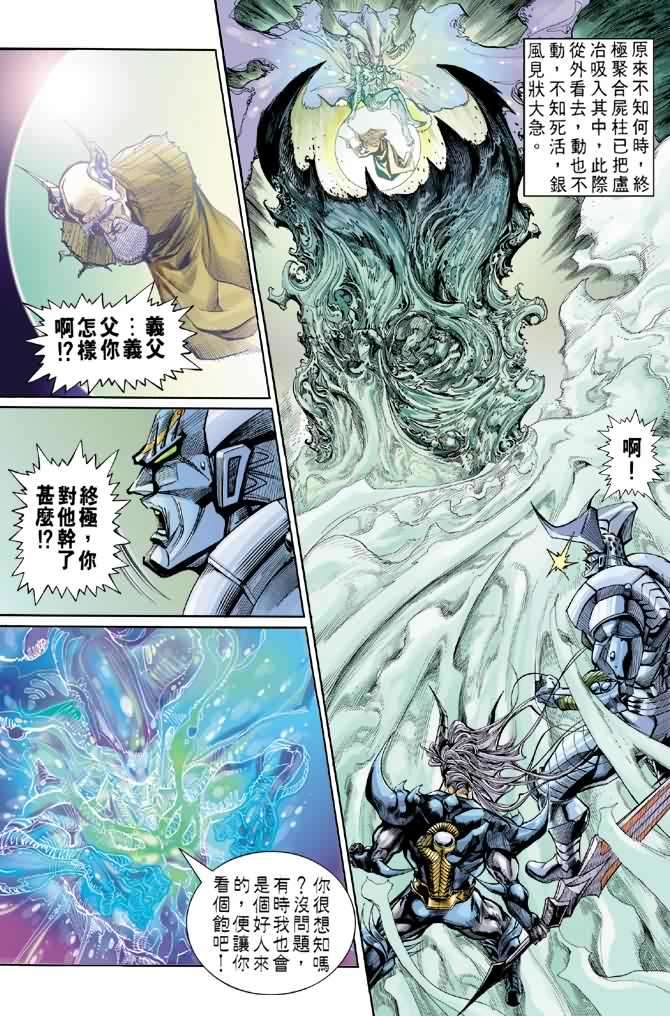 原來不知何時，終
極聚合屍柱已把盧
冶吸入其中，此際
從外看去，動也不
動，不知死活，銀
風見狀大急。
啊！
義父
…義
父你
怎樣
啊!?
終極，你
對他幹了
甚麼!?
你很想知嗎
？沒問題，
有時我也會
是個好人來
的，便讓你
看個飽吧！